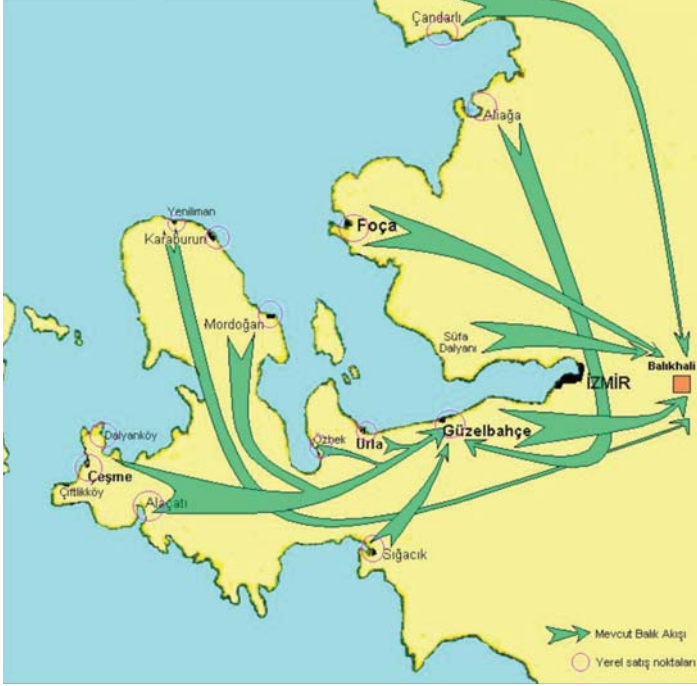 Çandarlı
Aliağa
Yeniliman
Karaburun
Foça
Mordoğan
Süfa
Dalyanı
Balıkhali
İZMİR
Dalyanköy
Özbek
Urla
Güzelbahçe
Çeşme
Çiftlikköy
Alaçatı
Sığacık
Mevcut Balık Akışı
Yerel satış noktaları